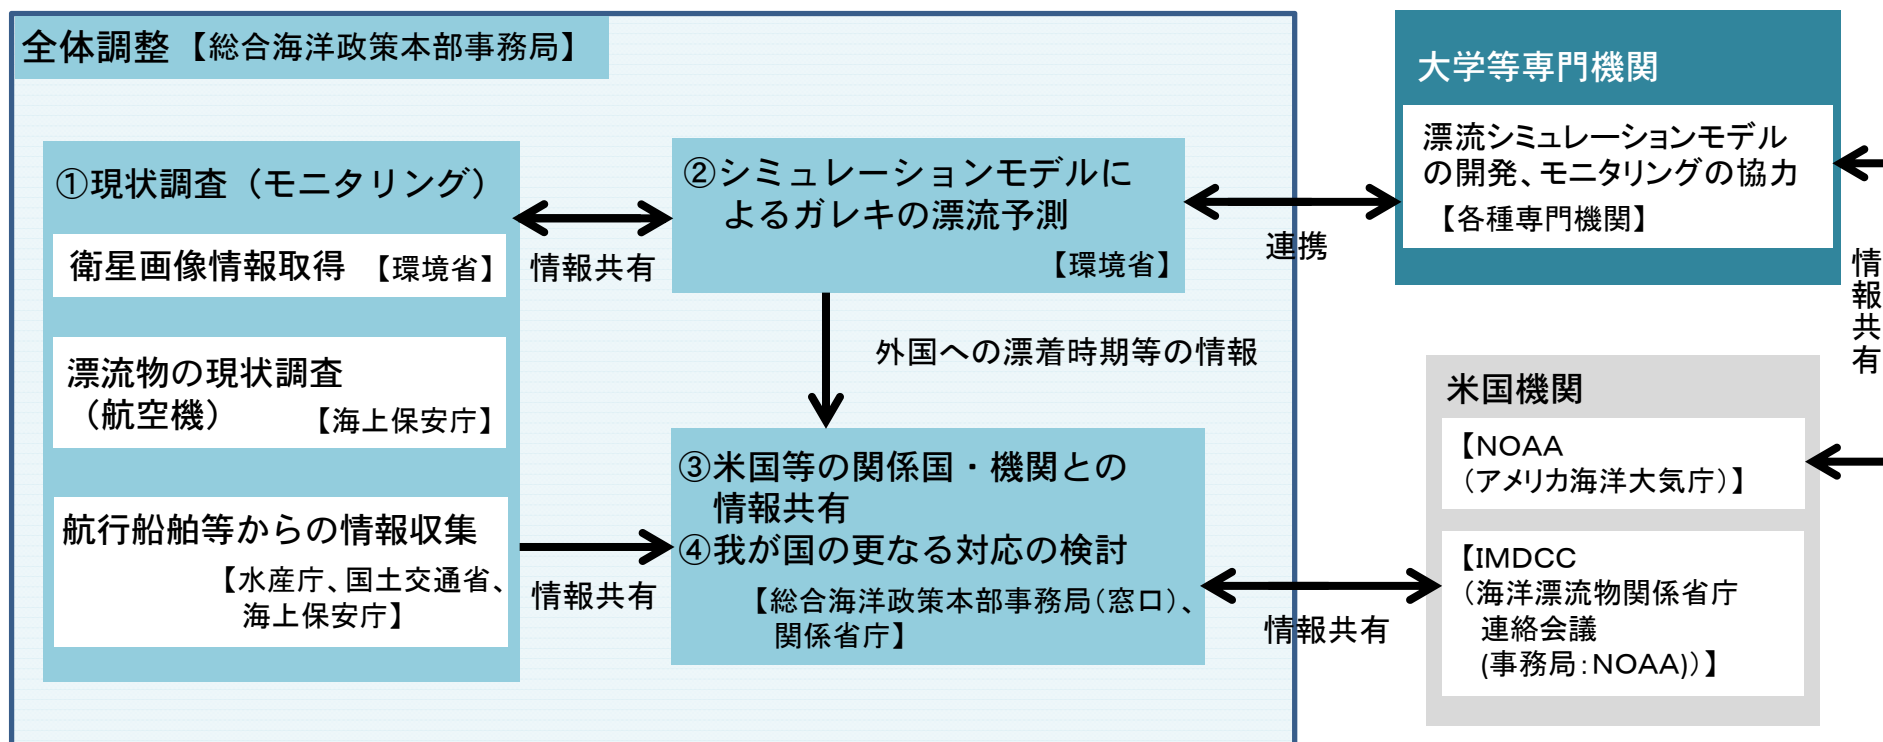 全体調整【総合海洋政策本部事務局】
①現状調査（モニタリング）
衛星画像情報取得 【環境省】
漂流物の現状調査
（航空機） 【海上保安庁】
航行船舶等からの情報収集
【水産庁、国土交通省、
海上保安庁】
情報共有
情報共有
②シミュレーションモデルに
よるガレキの漂流予測
【環境省】
外国への漂着時期等の情報
③米国等の関係国・機関との
情報共有
④我が国の更なる対応の検討
【総合海洋政策本部事務局（窓口）、
関係省庁】
連携
情報共有
大学等専門機関
漂流シミュレーションモデル
の開発、モニタリングの協力
【各種専門機関】
情報共有
米国機関
【NOAA
（アメリカ海洋大気庁）】
【IMDCC
（海洋漂流物関係省庁
連絡会議
(事務局：NOAA)）】